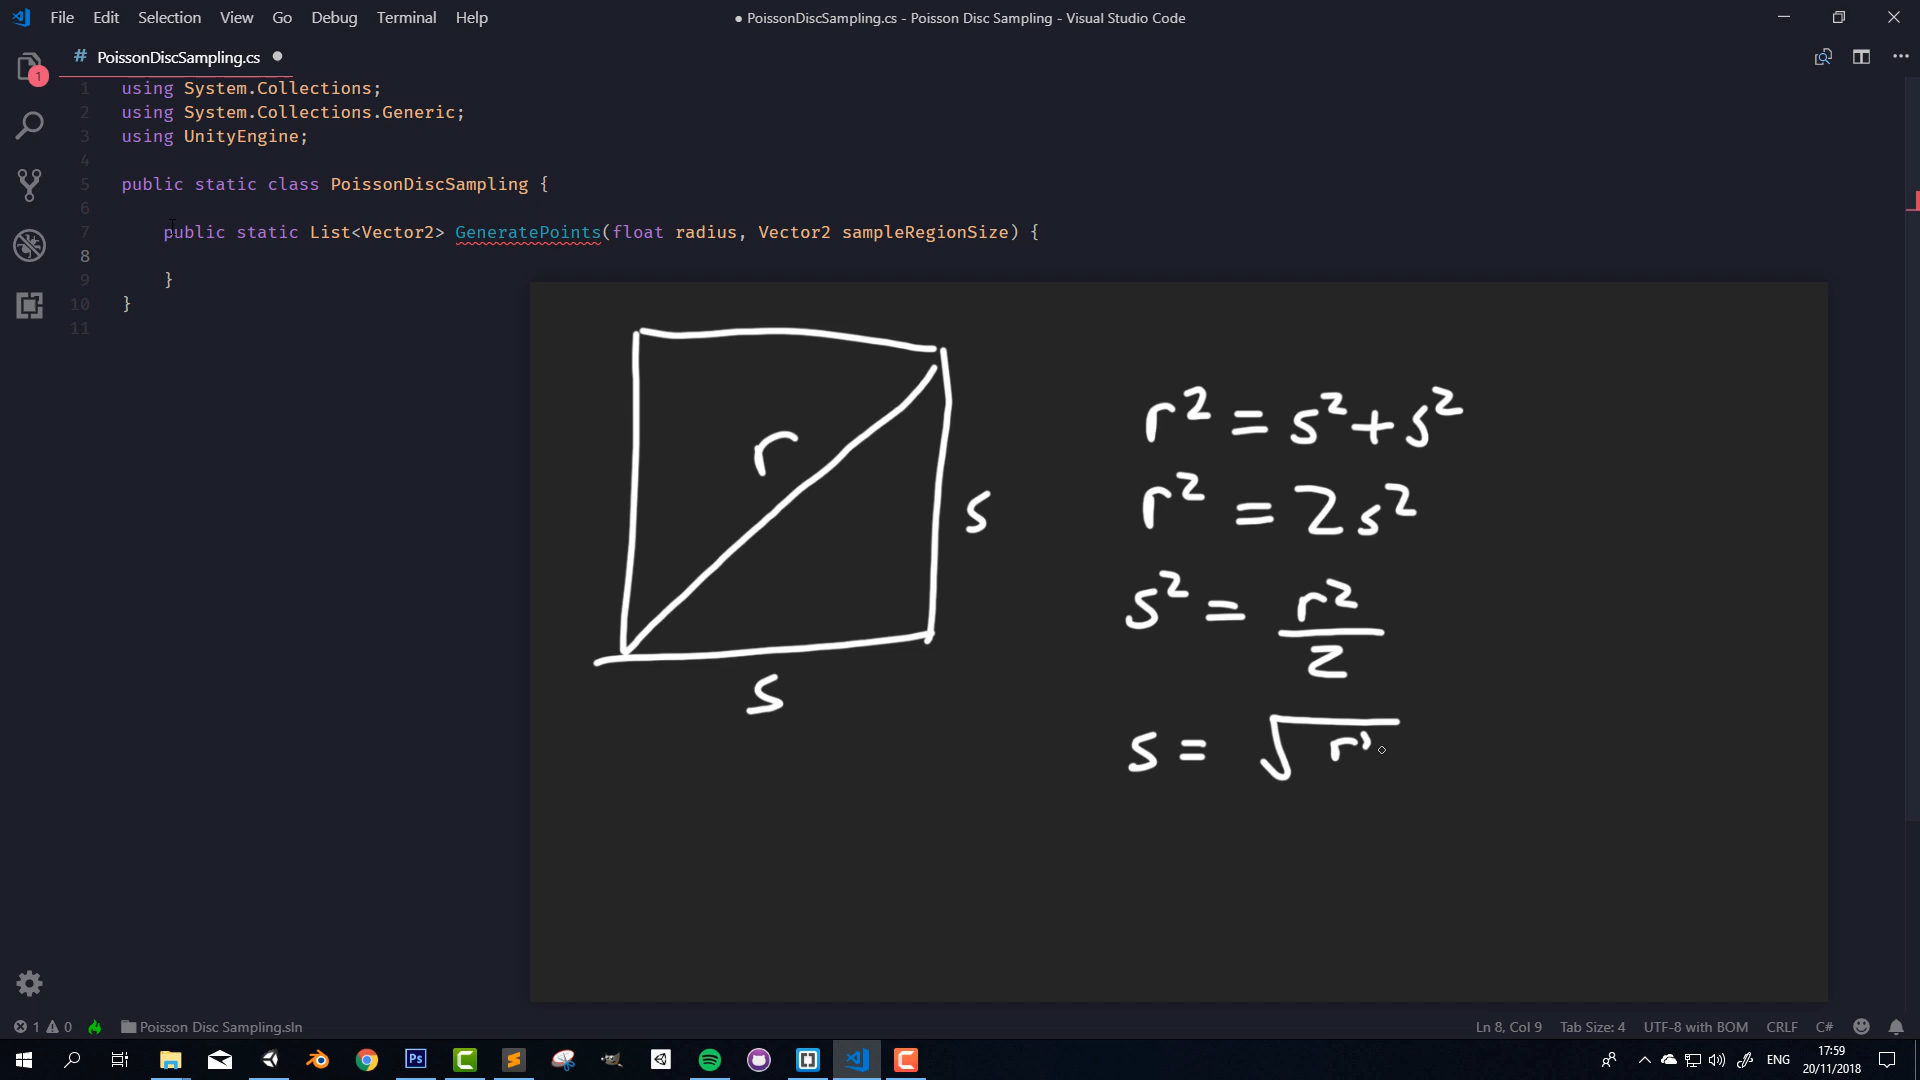 File Edit Selection View Go Debug Terminal Help
● PoissonDiscSampling.cs - Poisson Disc Sampling - Visual Studio Code
# PoissonDiscSampling.cs ●
1
1 using System.Collections;
2 using System.Collections.Generic;
3 using UnityEngine;
4
5 public static class PoissonDiscSampling {
6
7 public static List<Vector2> GeneratePoints(float radius, Vector2 sampleRegionSize) {
8
9 }
10 }
11
r
s
s
r² = s² + s²
r² = 2s²
s² = r²
2
s = √ r
1 0 Poisson Disc Sampling.sln
Ln 8, Col 9 Tab Size: 4 UTF-8 with BOM CRLF C#
Ps
ENG
17:59
20/11/2018